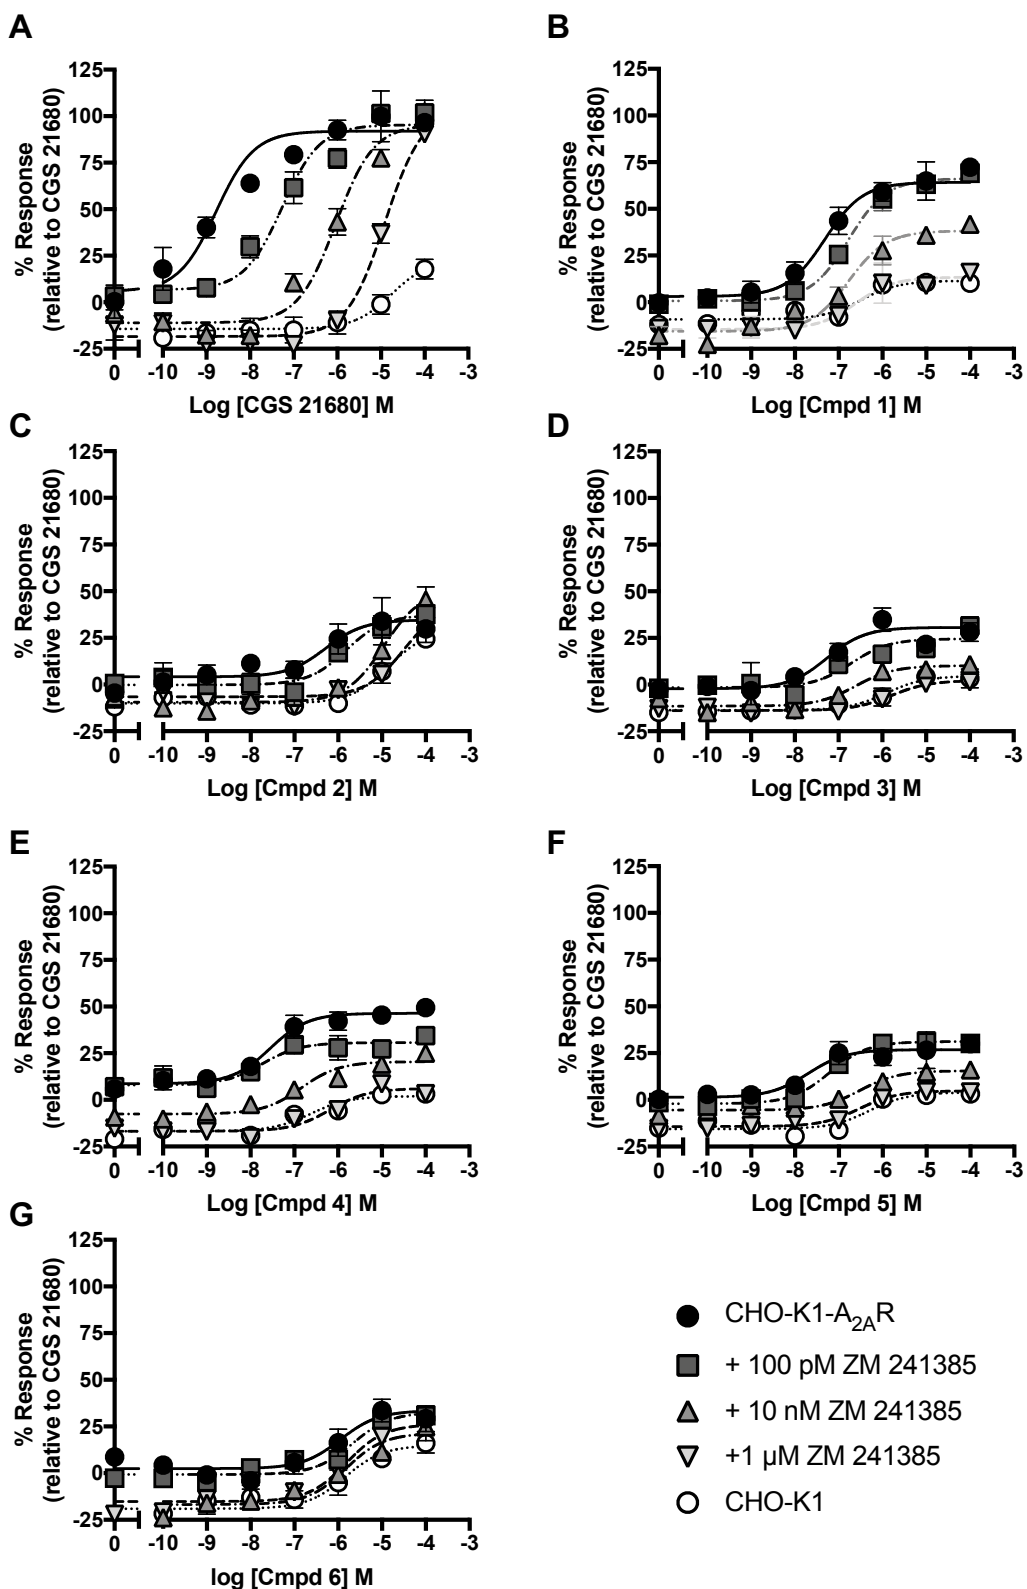 A
% Response
(relative to CGS 21680)
125
100
75
50
25
0
-25
0 -10 -9 -8 -7 -6 -5 -4 -3
Log [CGS 21680] M
B
% Response
(relative to CGS 21680)
125
100
75
50
25
0
-25
0 -10 -9 -8 -7 -6 -5 -4 -3
Log [Cmpd 1] M
C
% Response
(relative to CGS 21680)
125
100
75
50
25
0
-25
0 -10 -9 -8 -7 -6 -5 -4 -3
Log [Cmpd 2] M
D
% Response
(relative to CGS 21680)
125
100
75
50
25
0
-25
0 -10 -9 -8 -7 -6 -5 -4 -3
Log [Cmpd 3] M
E
% Response
(relative to CGS 21680)
125
100
75
50
25
0
-25
0 -10 -9 -8 -7 -6 -5 -4 -3
Log [Cmpd 4] M
F
% Response
(relative to CGS 21680)
125
100
75
50
25
0
-25
0 -10 -9 -8 -7 -6 -5 -4 -3
Log [Cmpd 5] M
G
% Response
(relative to CGS 21680)
125
100
75
50
25
0
-25
0 -10 -9 -8 -7 -6 -5 -4 -3
log [Cmpd 6] M
CHO-K1-A2AR
+ 100 pM ZM 241385
+ 10 nM ZM 241385
+1 µM ZM 241385
CHO-K1